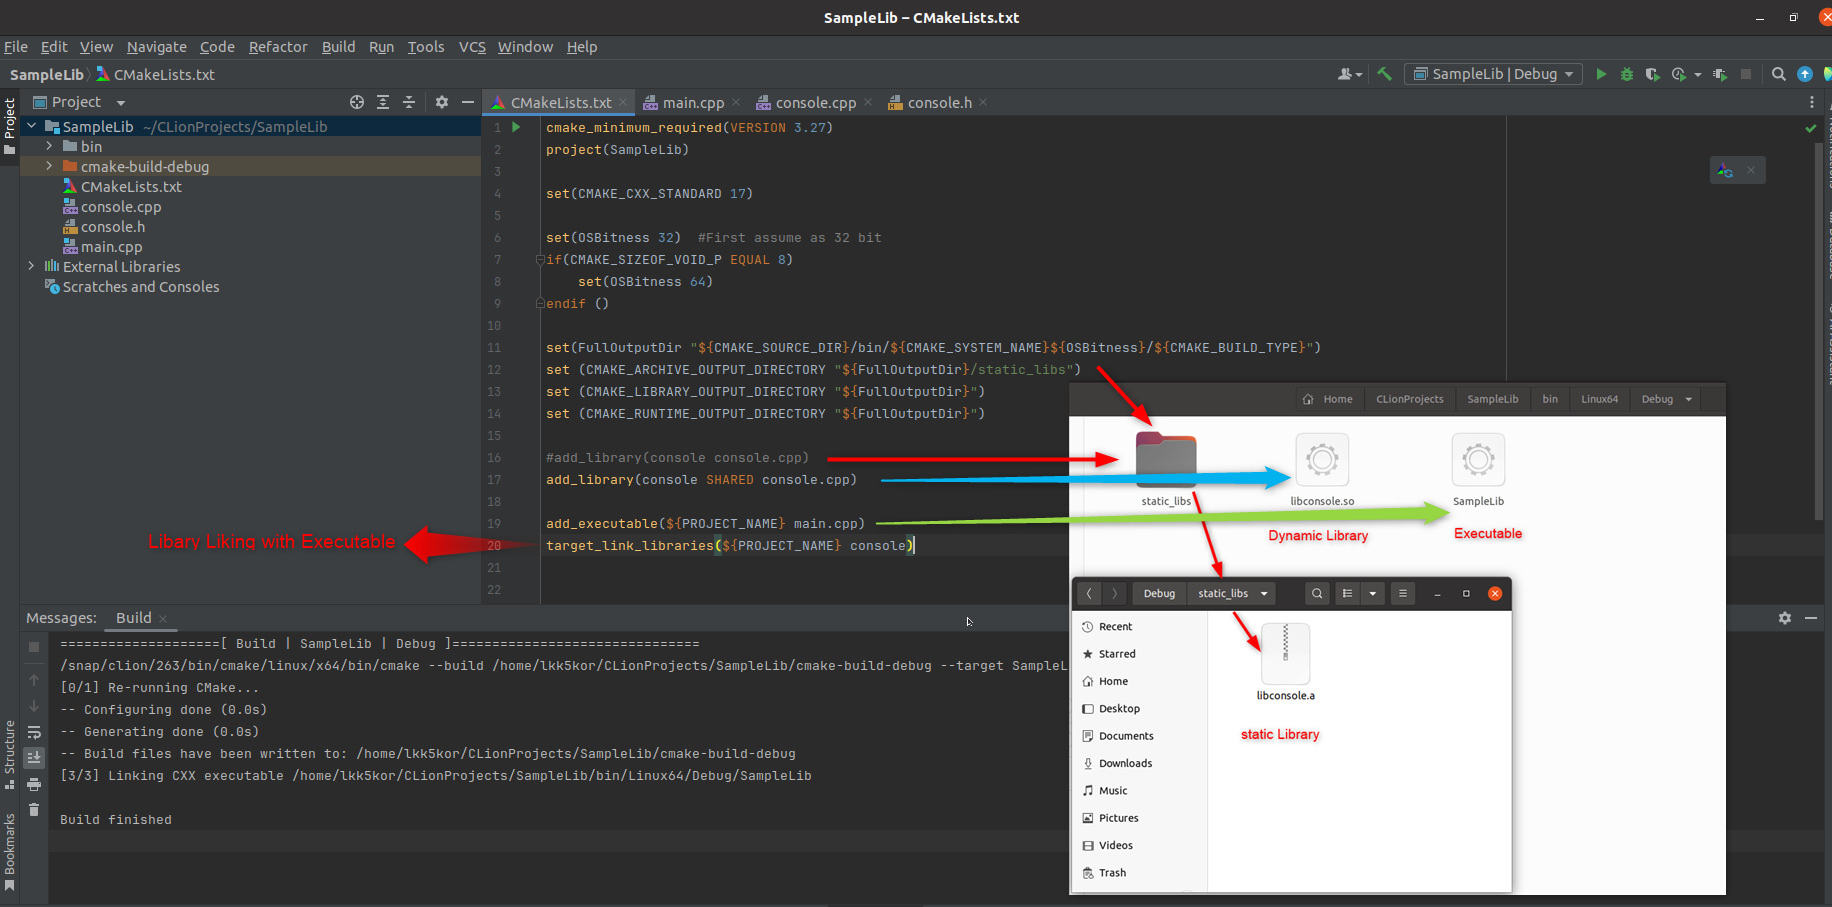 SampleLib – CMakeLists.txt
File Edit View Navigate Code Refactor Build Run Tools VCS Window Help
SampleLib CMakeLists.txt
SampleLib | Debug
Project
Project
CMakeLists.txt
main.cpp
console.cpp
console.h
SampleLib ~/CLionProjects/SampleLib
bin
cmake-build-debug
CMakeLists.txt
console.cpp
console.h
main.cpp
External Libraries
Scratches and Consoles
1 cmake_minimum_required(VERSION 3.27)
2 project(SampleLib)
3
4 set(CMAKE_CXX_STANDARD 17)
5
6 set(OSBitness 32)  #First assume as 32 bit
7 if(CMAKE_SIZEOF_VOID_P EQUAL 8)
8     set(OSBitness 64)
9 endif ()
10
11 set(FullOutputDir "${CMAKE_SOURCE_DIR}/bin/${CMAKE_SYSTEM_NAME}${OSBitness}/${CMAKE_BUILD_TYPE}")
12 set (CMAKE_ARCHIVE_OUTPUT_DIRECTORY "${FullOutputDir}/static_libs")
13 set (CMAKE_LIBRARY_OUTPUT_DIRECTORY "${FullOutputDir}")
14 set (CMAKE_RUNTIME_OUTPUT_DIRECTORY "${FullOutputDir}")
15
16 #add_library(console console.cpp)
17 add_library(console SHARED console.cpp)
18
19 add_executable(${PROJECT_NAME} main.cpp)
20 target_link_libraries(${PROJECT_NAME} console)
21
22
Libary Liking with Executable
Home CLionProjects SampleLib bin Linux64 Debug
static_libs
libconsole.so
SampleLib
Dynamic Library
Executable
Debug static_libs
Recent
Starred
Home
Desktop
Documents
Downloads
Music
Pictures
Videos
Trash
libconsole.a
static Library
Messages: Build
====================[ Build | SampleLib | Debug ]===============================
/snap/clion/263/bin/cmake/linux/x64/bin/cmake --build /home/lkk5kor/CLionProjects/SampleLib/cmake-build-debug --target SampleL
[0/1] Re-running CMake...
-- Configuring done (0.0s)
-- Generating done (0.0s)
-- Build files have been written to: /home/lkk5kor/CLionProjects/SampleLib/cmake-build-debug
[3/3] Linking CXX executable /home/lkk5kor/CLionProjects/SampleLib/bin/Linux64/Debug/SampleLib
Build finished
Structure
Bookmarks